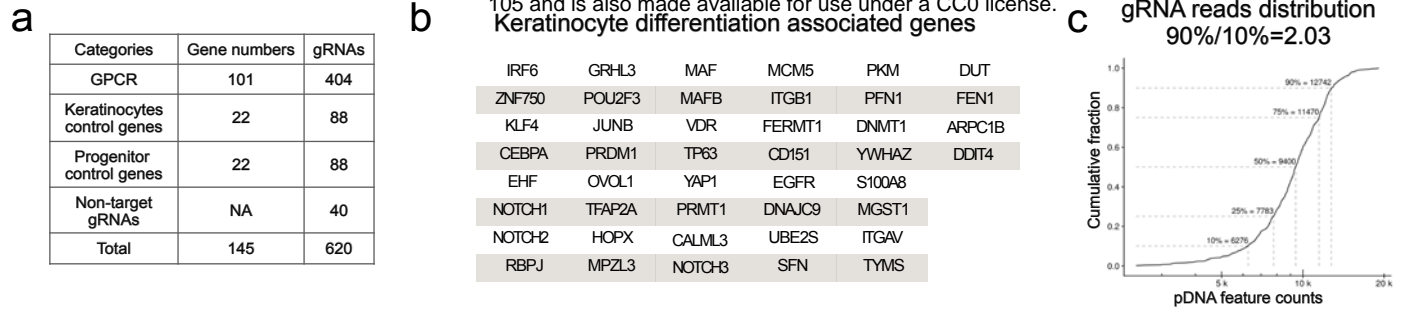 105 and is also made available for use under a CC0 license.
a
Categories Gene numbers gRNAs
GPCR 101 404
Keratinocytes
control genes 22 88
Progenitor
control genes 22 88
Non-target
gRNAs NA 40
Total 145 620
b
Keratinocyte differentiation associated genes
IRF6 GRHL3 MAF MCM5 PKM DUT
ZNF750 POU2F3 MAFB ITGB1 PFN1 FEN1
KLF4 JUNB VDR FERMT1 DNMT1 ARPC1B
CEBPA PRDM1 TP63 CD151 YWHAZ DDIT4
EHF OVOL1 YAP1 EGFR S100A8
NOTCH1 TFAP2A PRMT1 DNAJC9 MGST1
NOTCH2 HOPX CALML3 UBE2S ITGAV
RBPJ MPZL3 NOTCH3 SFN TYMS
c
gRNA reads distribution
90%/10%=2.03
Cumulative fraction
1.0
0.8
0.6
0.4
0.2
0.0
90% = 12742
75% = 11470
50% = 9400
25% = 7783
10% = 6276
5 k 10 k 20 k
pDNA feature counts